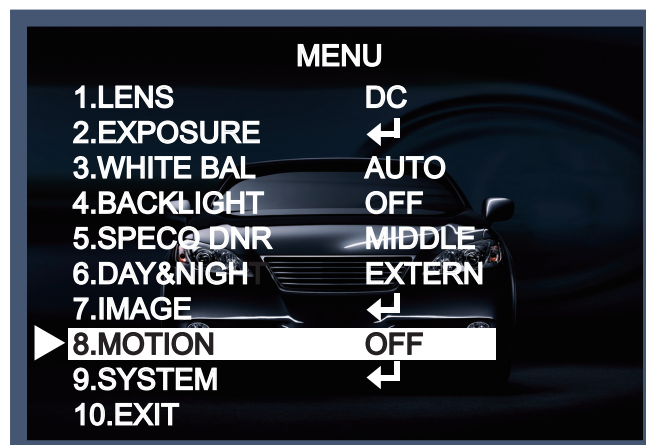 MENU
1.LENS DC
2.EXPOSURE ↵
3.WHITE BAL AUTO
4.BACKLIGHT OFF
5.SPECO DNR MIDDLE
6.DAY&NIGHT EXTERN
7.IMAGE ↵
8.MOTION OFF
9.SYSTEM ↵
10.EXIT